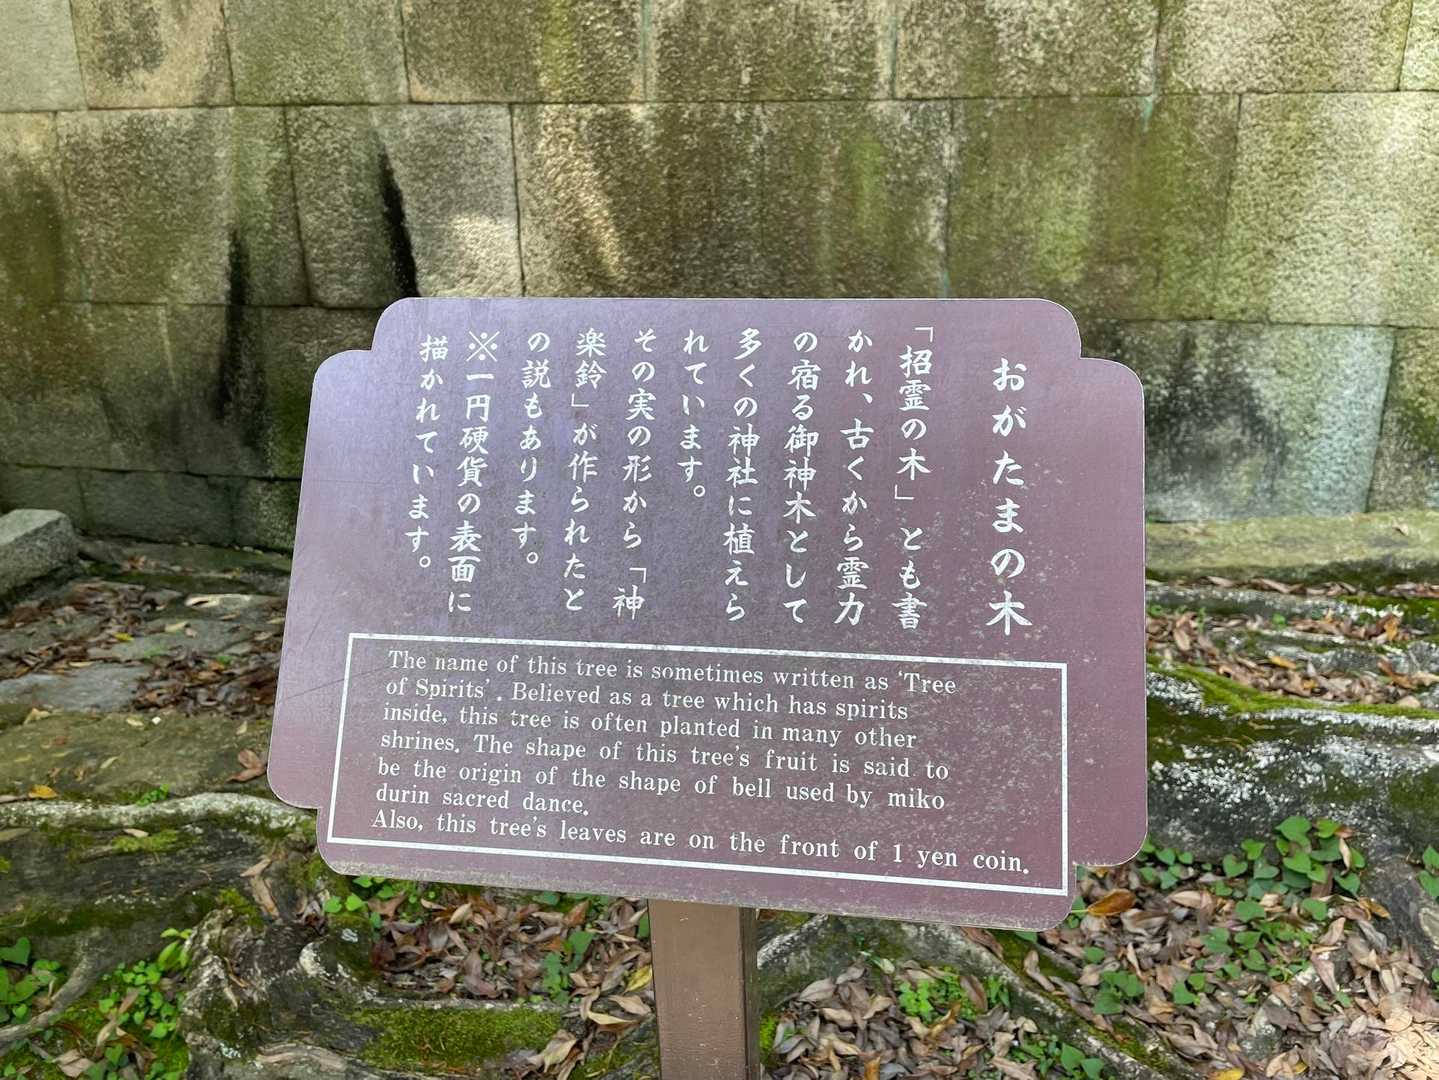 おがたまの木
「招霊の木」とも書
かれ、古くから霊力
の宿る御神木として
多くの神社に植えら
れています。
その実の形から「神
楽鈴」が作られたと
の説もあります。
※一円硬貨の表面に
描かれています。
The name of this tree is sometimes written as ‘Tree
of Spirits’. Believed as a tree which has spirits
inside, this tree is often planted in many other
shrines. The shape of this tree’s fruit is said to
be the origin of the shape of bell used by miko
durin sacred dance.
Also, this tree’s leaves are on the front of 1 yen coin.